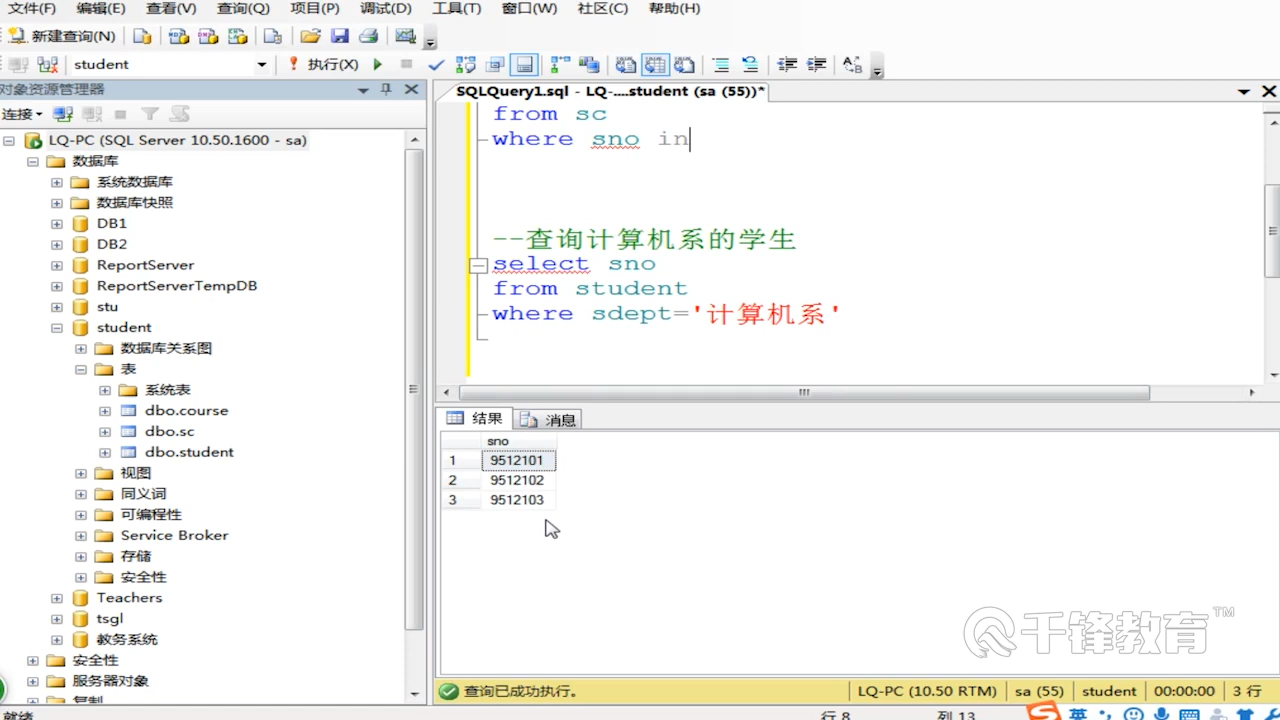 文件(F) 编辑(E) 查看(V) 查询(Q) 项目(P) 调试(D) 工具(T) 窗口(W) 社区(C) 帮助(H)
新建查询(N)
student 执行(X)
对象资源管理器
连接
LQ-PC (SQL Server 10.50.1600 - sa)
数据库
系统数据库
数据库快照
DB1
DB2
ReportServer
ReportServerTempDB
stu
student
数据库关系图
表
系统表
dbo.course
dbo.sc
dbo.student
视图
同义词
可编程性
Service Broker
存储
安全性
Teachers
tsgl
教务系统
安全性
服务器对象
复制
SQLQuery1.sql - LQ-....student (sa (55))*
from sc
where sno in
--查询计算机系的学生
select sno
from student
where sdept='计算机系'
结果 消息
sno
1 9512101
2 9512102
3 9512103
千锋教育™
查询已成功执行。 LQ-PC (10.50 RTM) sa (55) student 00:00:00 3 行
就绪 行 8 列 13
英